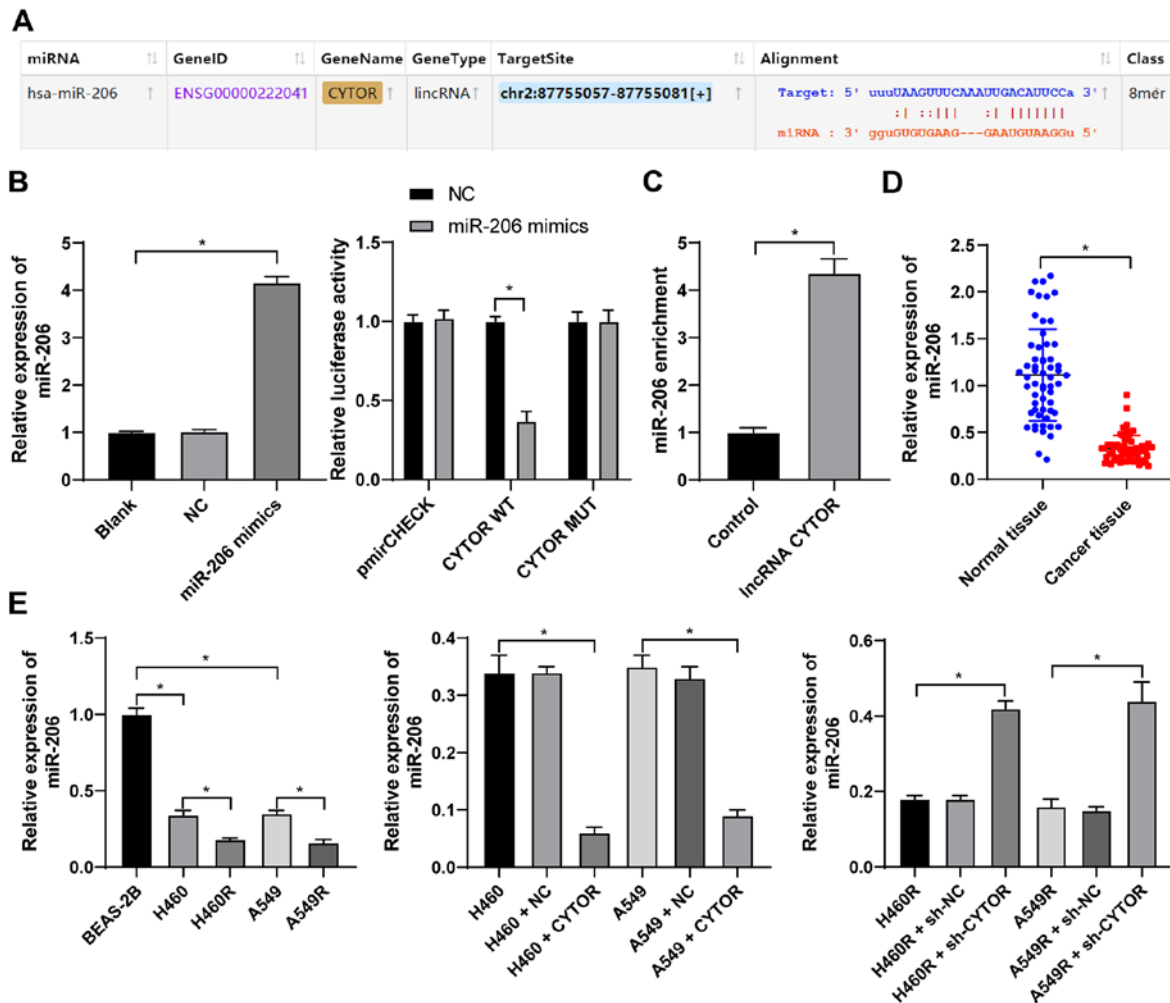 A
miRNA GeneID GeneName GeneType TargetSite Alignment Class
hsa-miR-206 ENSG00000222041 CYTOR lincRNA chr2:87755057-87755081[+] Target: 5' uuuUAAGUUUCAAAUUGACAUUCCa 3' 8mer
miRNA : 3' gguGUGUGAAG---GAAUGUAAGGu 5'
B
NC
miR-206 mimics
Relative expression of
miR-206
5
4
3
2
1
0
*
Blank
NC
miR-206 mimics
Relative luciferase activity
1.5
1.0
0.5
0.0
*
pmirCHECK
CYTOR WT
CYTOR MUT
C
miR-206 enrichment
5
4
3
2
1
0
*
Control
lncRNA CYTOR
D
Relative expression of
miR-206
2.5
2.0
1.5
1.0
0.5
0.0
*
Normal tissue
Cancer tissue
E
Relative expression of
miR-206
1.5
1.0
0.5
0.0
*
*
*
*
BEAS-2B
H460
H460R
A549
A549R
Relative expression of
miR-206
0.4
0.3
0.2
0.1
0.0
*
*
H460
H460 + NC
H460 + CYTOR
A549
A549 + NC
A549 + CYTOR
Relative expression of
miR-206
0.6
0.4
0.2
0.0
*
*
H460R
H460R + sh-NC
H460R + sh-CYTOR
A549R
A549R + sh-NC
A549R + sh-CYTOR